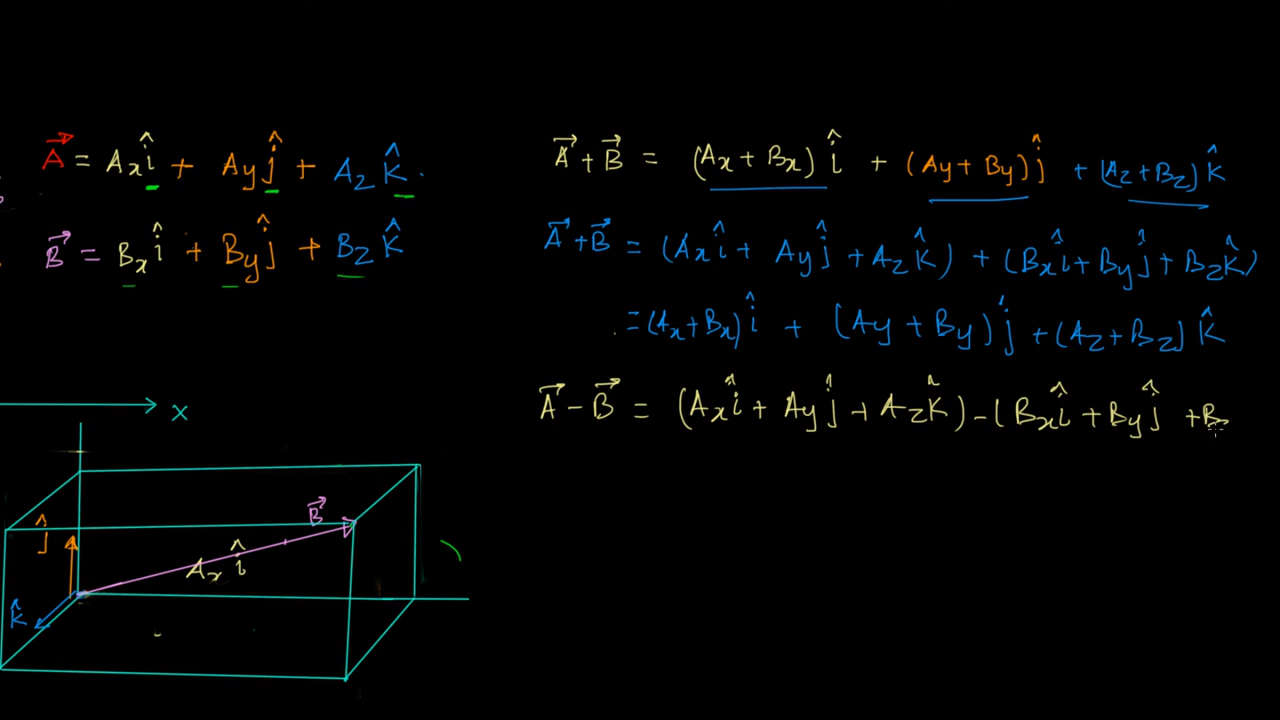 A⃗ = Axî + Ayĵ + Azk̂.
B⃗ = Bxî + Byĵ + Bzk̂
A⃗+B⃗ = (Ax+Bx)î + (Ay+By)ĵ + (Az+Bz)k̂
A⃗+B⃗ = (Axî + Ayĵ + Azk̂) + (Bxî + Byĵ + Bzk̂)
= (Ax+Bx)î + (Ay+By)ĵ + (Az+Bz)k̂
A⃗-B⃗ = (Axî + Ayĵ + Azk̂) - (Bxî + Byĵ + B
x
B⃗
ĵ
Axî
k̂